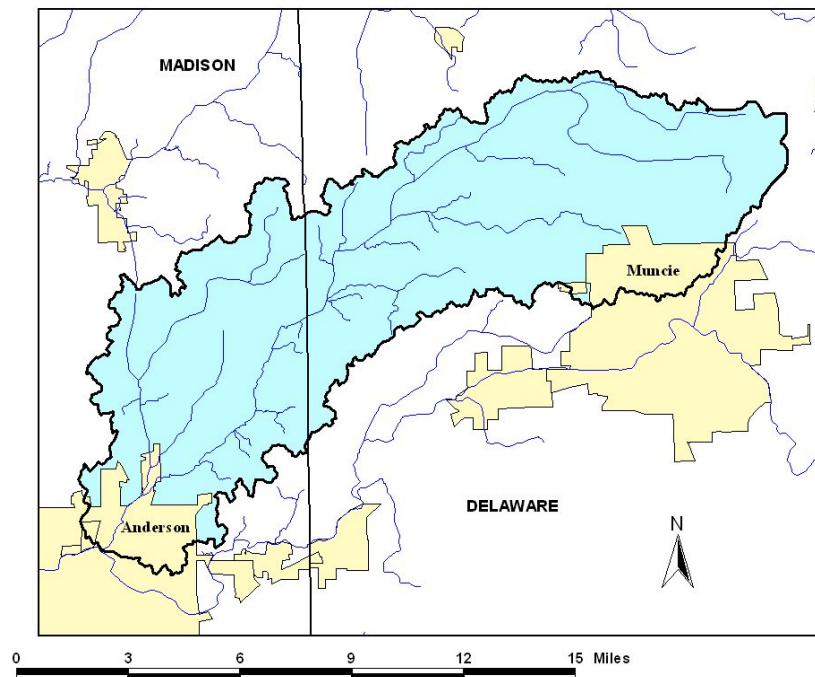 MADISON
Muncie
DELAWARE
Anderson
N
0 3 6 9 12 15 Miles